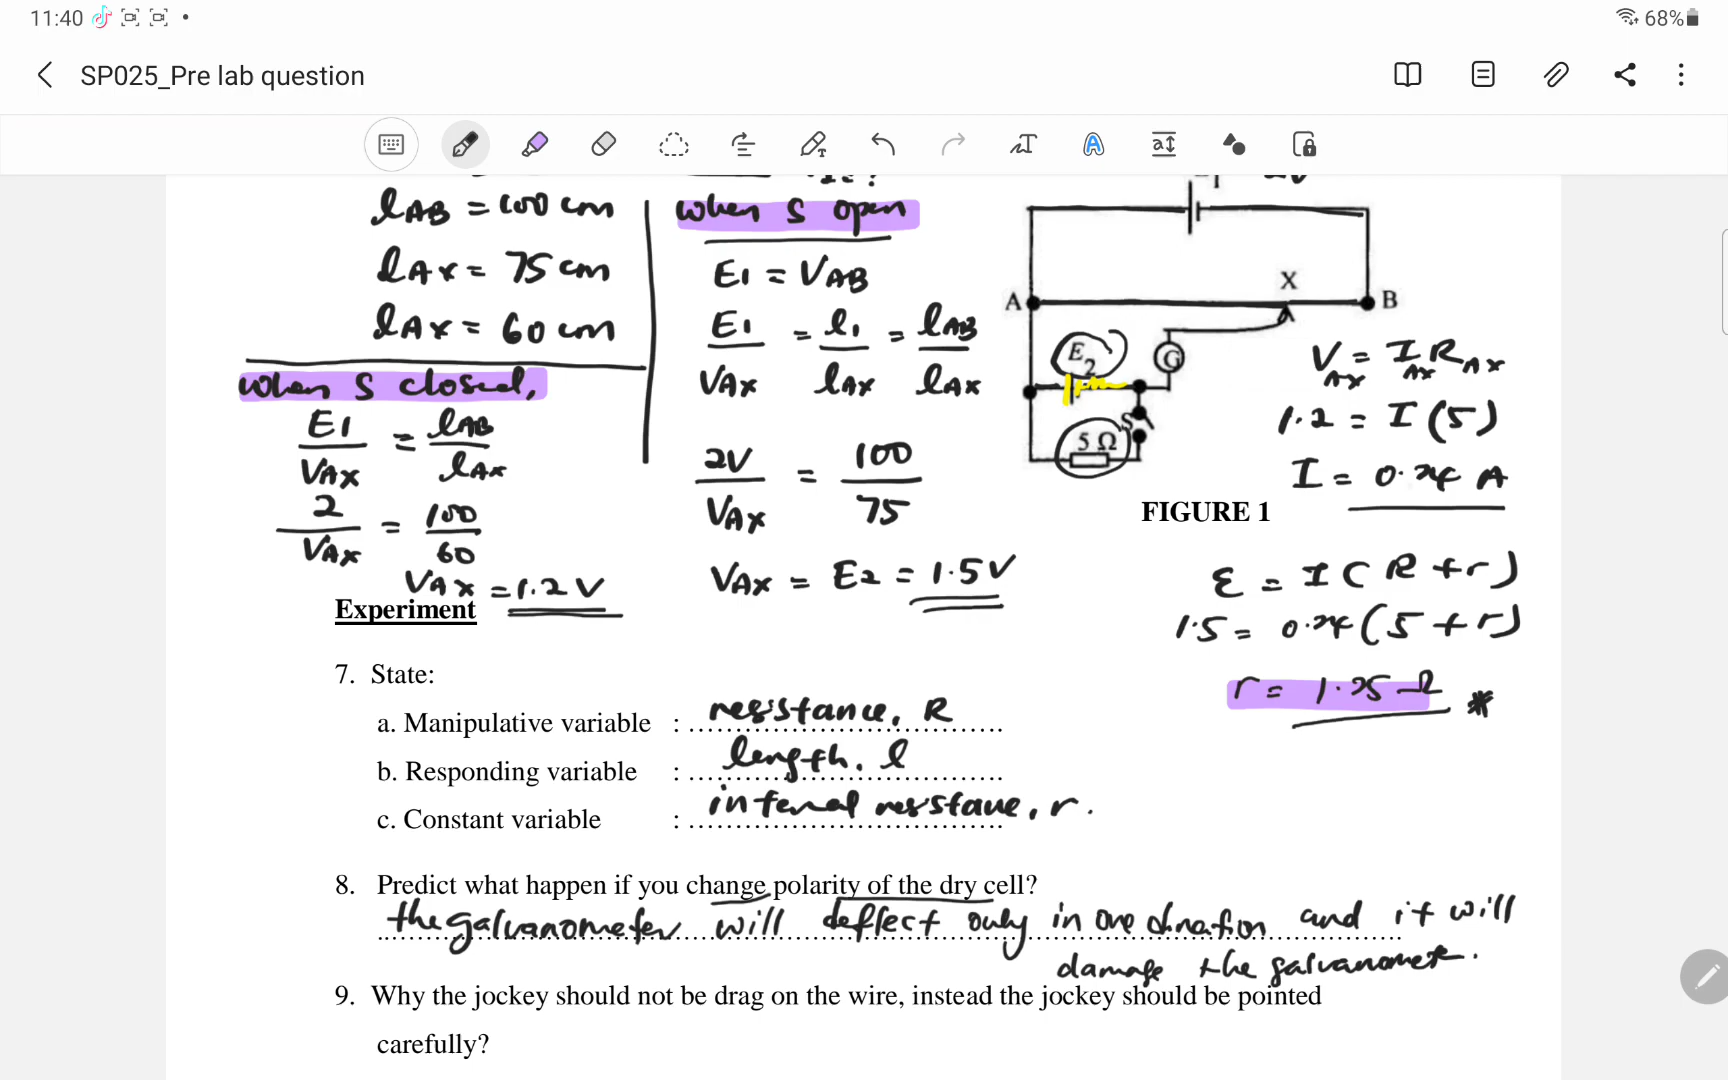 11:40
68%
SP025_Pre lab question
lAB = 100 cm
lAX = 75 cm
lAX = 60 cm
when S closed,
E1/VAX = lAB/lAX
2/VAX = 100/60
VAX = 1.2 V
when S open
E1 = VAB
E1/VAX = l1/lAX = lAB/lAX
2V/VAX = 100/75
VAX = E2 = 1.5V
A
X
B
E2
G
S
5 Ω
FIGURE 1
VAX = IAX RAX
1.2 = I (5)
I = 0.24 A
ε = I ( R + r )
1.5 = 0.24 ( 5 + r )
r = 1.25 Ω *
Experiment
7. State:
a. Manipulative variable : resistance, R
b. Responding variable : length, l
c. Constant variable : internal resistance, r.
8. Predict what happen if you change polarity of the dry cell?
the galvanometer will deflect only in one direction and it will
damage the galvanometer.
9. Why the jockey should not be drag on the wire, instead the jockey should be pointed
carefully?